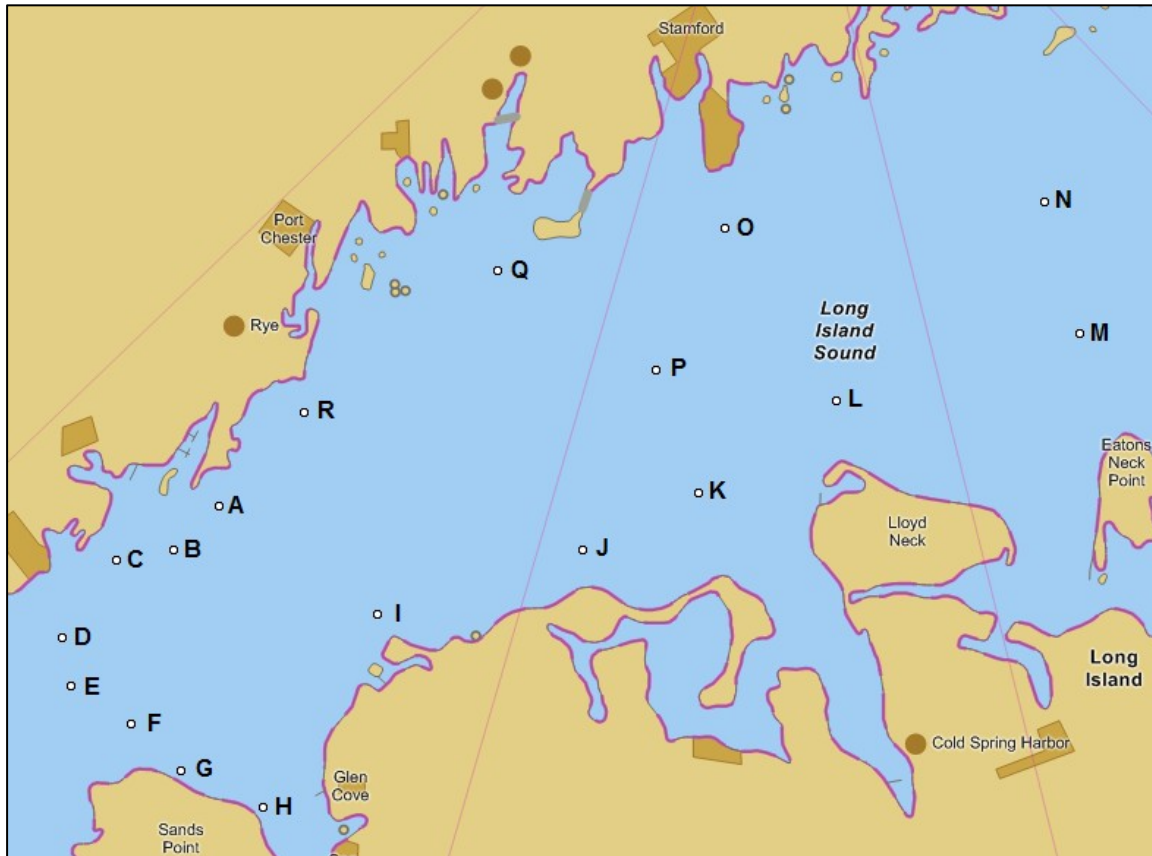 Stamford
Port
Chester
N
O
Q
Rye
Long
Island
Sound
M
P
L
R
Eatons
Neck
Point
K
A
Lloyd
Neck
B
C
J
I
D
Long
Island
E
F
Cold Spring Harbor
G
Glen
Cove
H
Sands
Point